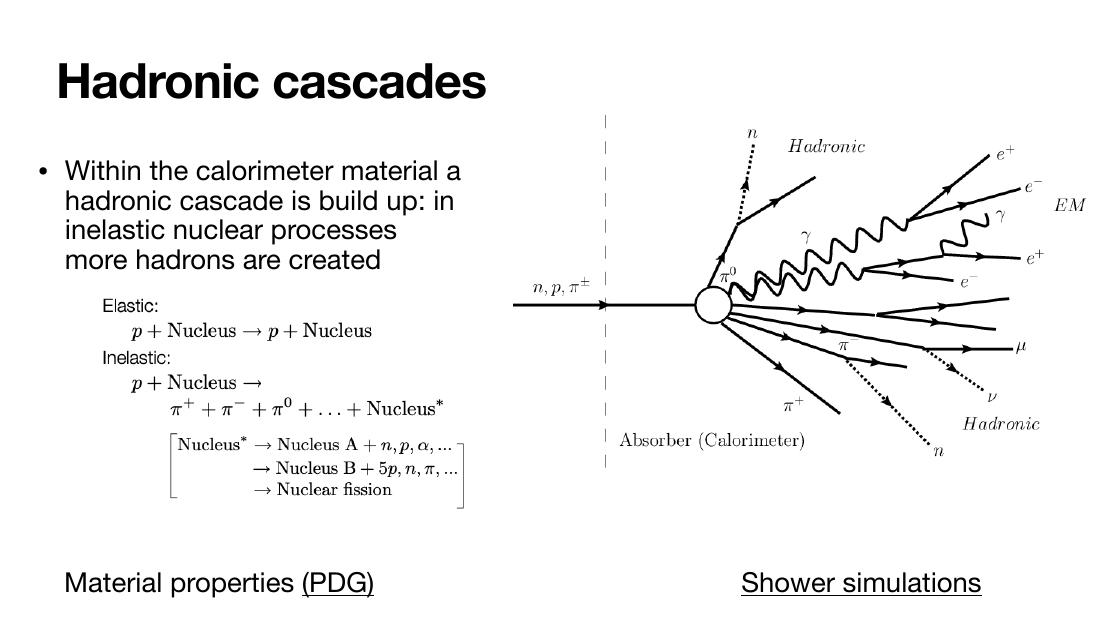 Hadronic cascades
• Within the calorimeter material a
hadronic cascade is build up: in
inelastic nuclear processes
more hadrons are created
Elastic:
p + Nucleus → p + Nucleus
Inelastic:
p + Nucleus →
π⁺ + π⁻ + π⁰ + … + Nucleus*
Nucleus* → Nucleus A + n, p, α, ...
→ Nucleus B + 5p, n, π, ...
→ Nuclear fission
Material properties (PDG)
n, p, π±
n
Hadronic
e⁺
e⁻
EM
γ
γ
e⁺
e⁻
π⁰
μ
π⁻
ν
π⁺
Hadronic
n
Absorber (Calorimeter)
Shower simulations